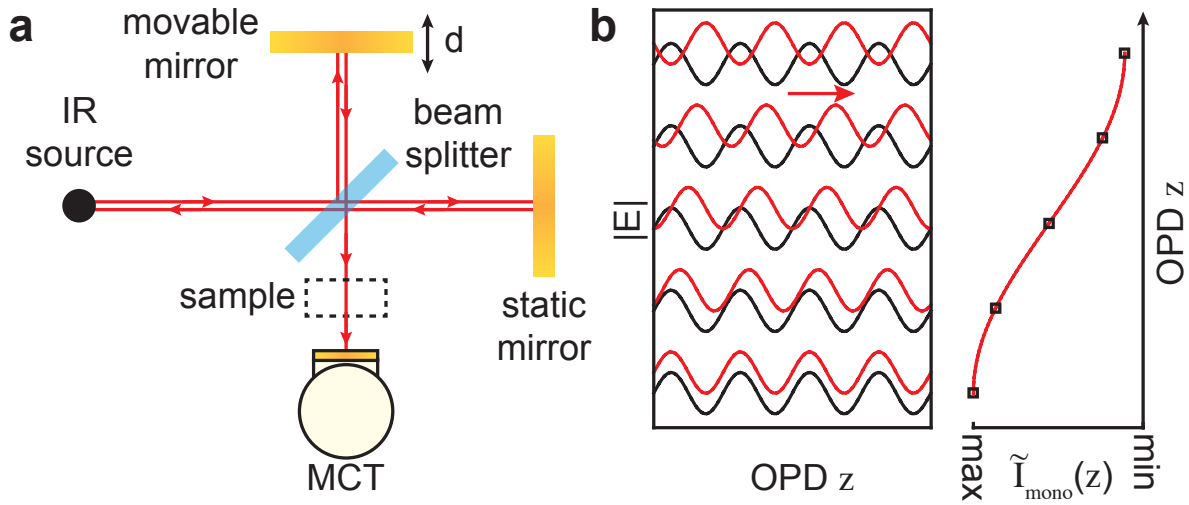 a
movable
mirror
d
IR
source
beam
splitter
sample
static
mirror
MCT
b
|E|
OPD z
OPD z
max
Ĩmono(z)
min